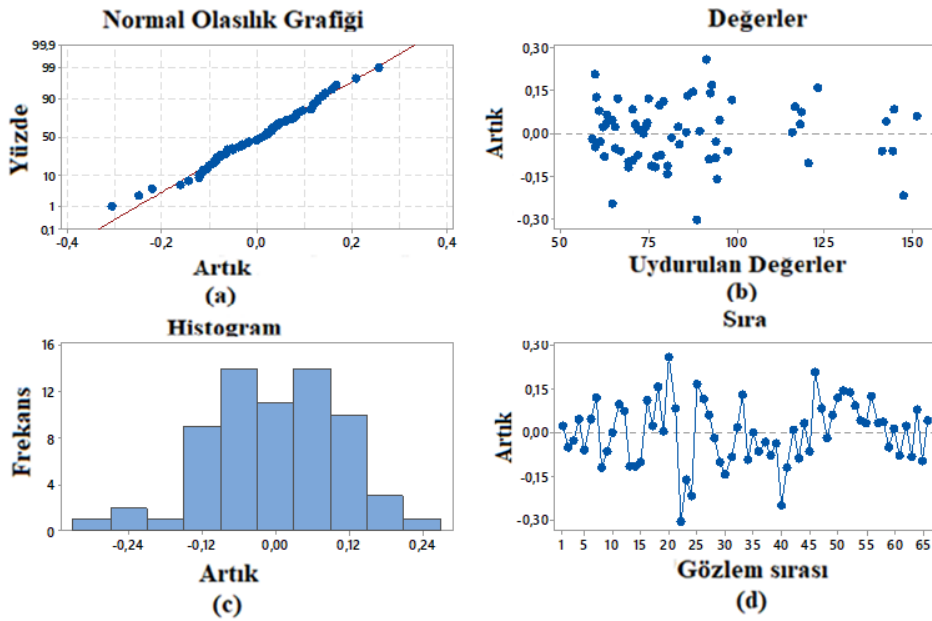 Normal Olasılık Grafiği
99,9
99
90
50
10
1
0,1
Yüzde
-0,4
-0,2
0,0
0,2
0,4
Artık
(a)
Değerler
0,30
0,15
0,00
-0,15
-0,30
Artık
50
75
100
125
150
Uydurulan Değerler
(b)
Histogram
16
12
8
4
0
Frekans
-0,24
-0,12
0,00
0,12
0,24
Artık
(c)
Sıra
0,30
0,15
0,00
-0,15
-0,30
Artık
1 5 10 15 20 25 30 35 40 45 50 55 60 65
Gözlem sırası
(d)